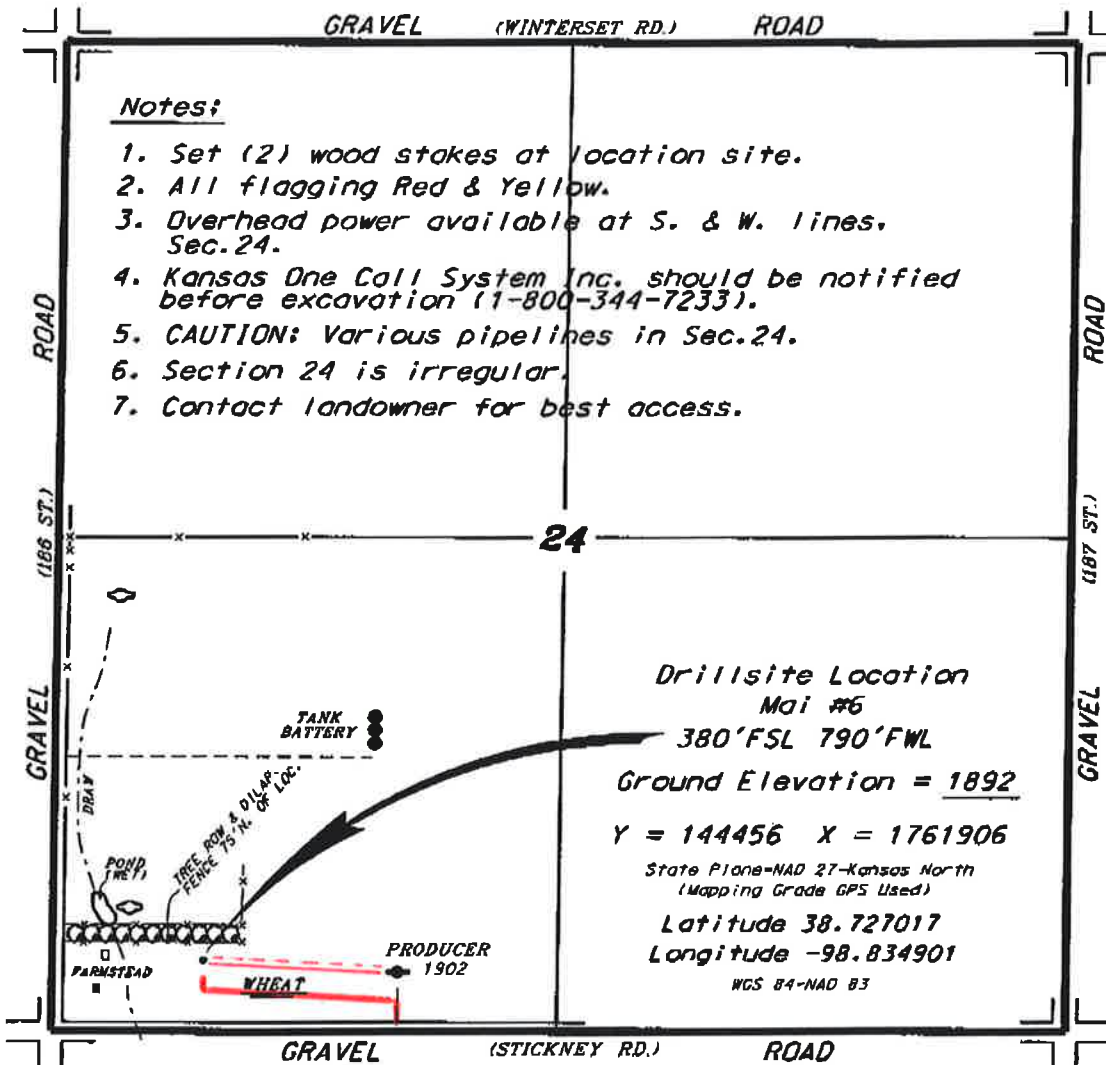 GRAVEL (WINTERSET RD.) ROAD
Notes:
1. Set (2) wood stakes at location site.
2. All flagging Red & Yellow.
3. Overhead power available at S. & W. lines,
Sec.24.
4. Kansas One Call System Inc. should be notified
before excavation (1-800-344-7233).
5. CAUTION: Various pipelines in Sec.24.
6. Section 24 is irregular.
7. Contact landowner for best access.
ROAD
(186 ST.)
GRAVEL
ROAD
(187 ST.)
GRAVEL
24
Drillsite Location
Mai #6
380'FSL 790'FWL
Ground Elevation = 1892
Y = 144456 X = 1761906
State Plane-NAD 27-Kansas North
(Mapping Grade GPS Used)
Latitude 38.727017
Longitude -98.834901
WGS 84-NAD 83
TANK
BATTERY
DRAW
TREE ROW & DILAP.
FENCE 75'N. OF LOC.
POND
(WET)
FARMSTEAD
PRODUCER
1902
WHEAT
GRAVEL (STICKNEY RD.) ROAD